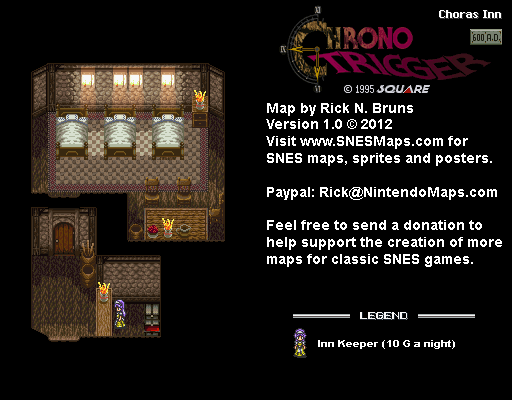 Choras Inn
600 A.D.
CHRONO
TRIGGER
© 1995 SQUARE
Map by Rick N. Bruns
Version 1.0 © 2012
Visit www.SNESMaps.com for
SNES maps, sprites and posters.
Paypal: Rick@NintendoMaps.com
Feel free to send a donation to
help support the creation of more
maps for classic SNES games.
LEGEND
Inn Keeper (10 G a night)